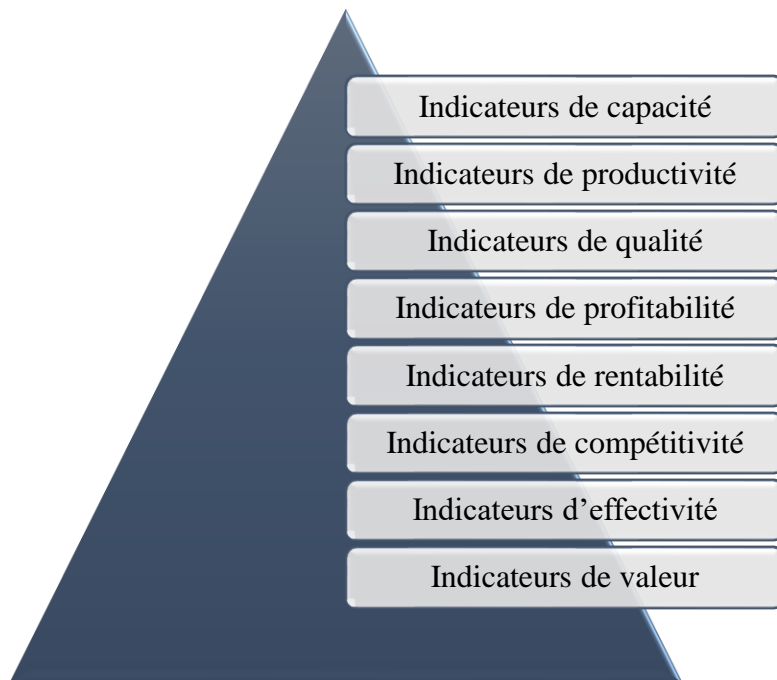 Indicateurs de capacité
Indicateurs de productivité
Indicateurs de qualité
Indicateurs de profitabilité
Indicateurs de rentabilité
Indicateurs de compétitivité
Indicateurs d’effectivité
Indicateurs de valeur